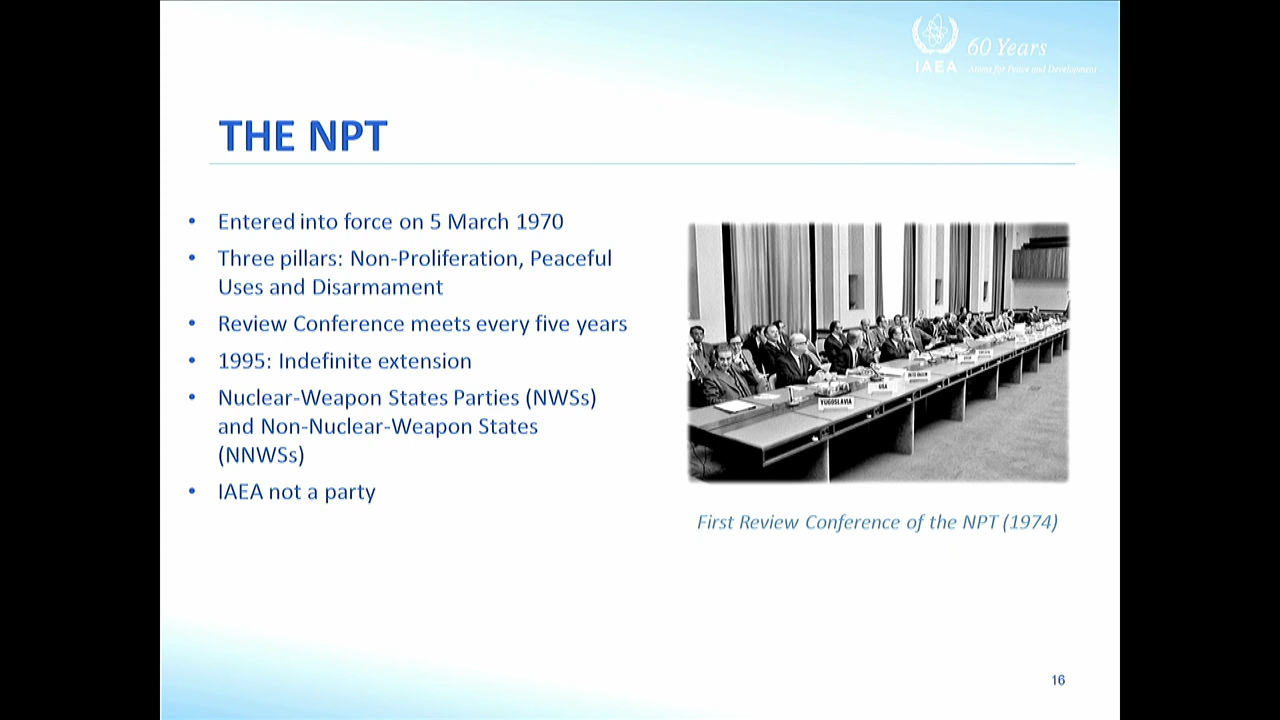 60 Years
IAEA
Atoms for Peace and Development
THE NPT
• Entered into force on 5 March 1970
• Three pillars: Non-Proliferation, Peaceful
Uses and Disarmament
• Review Conference meets every five years
• 1995: Indefinite extension
• Nuclear-Weapon States Parties (NWSs)
and Non-Nuclear-Weapon States
(NNWSs)
• IAEA not a party
YUGOSLAVIA
USA
First Review Conference of the NPT (1974)
16